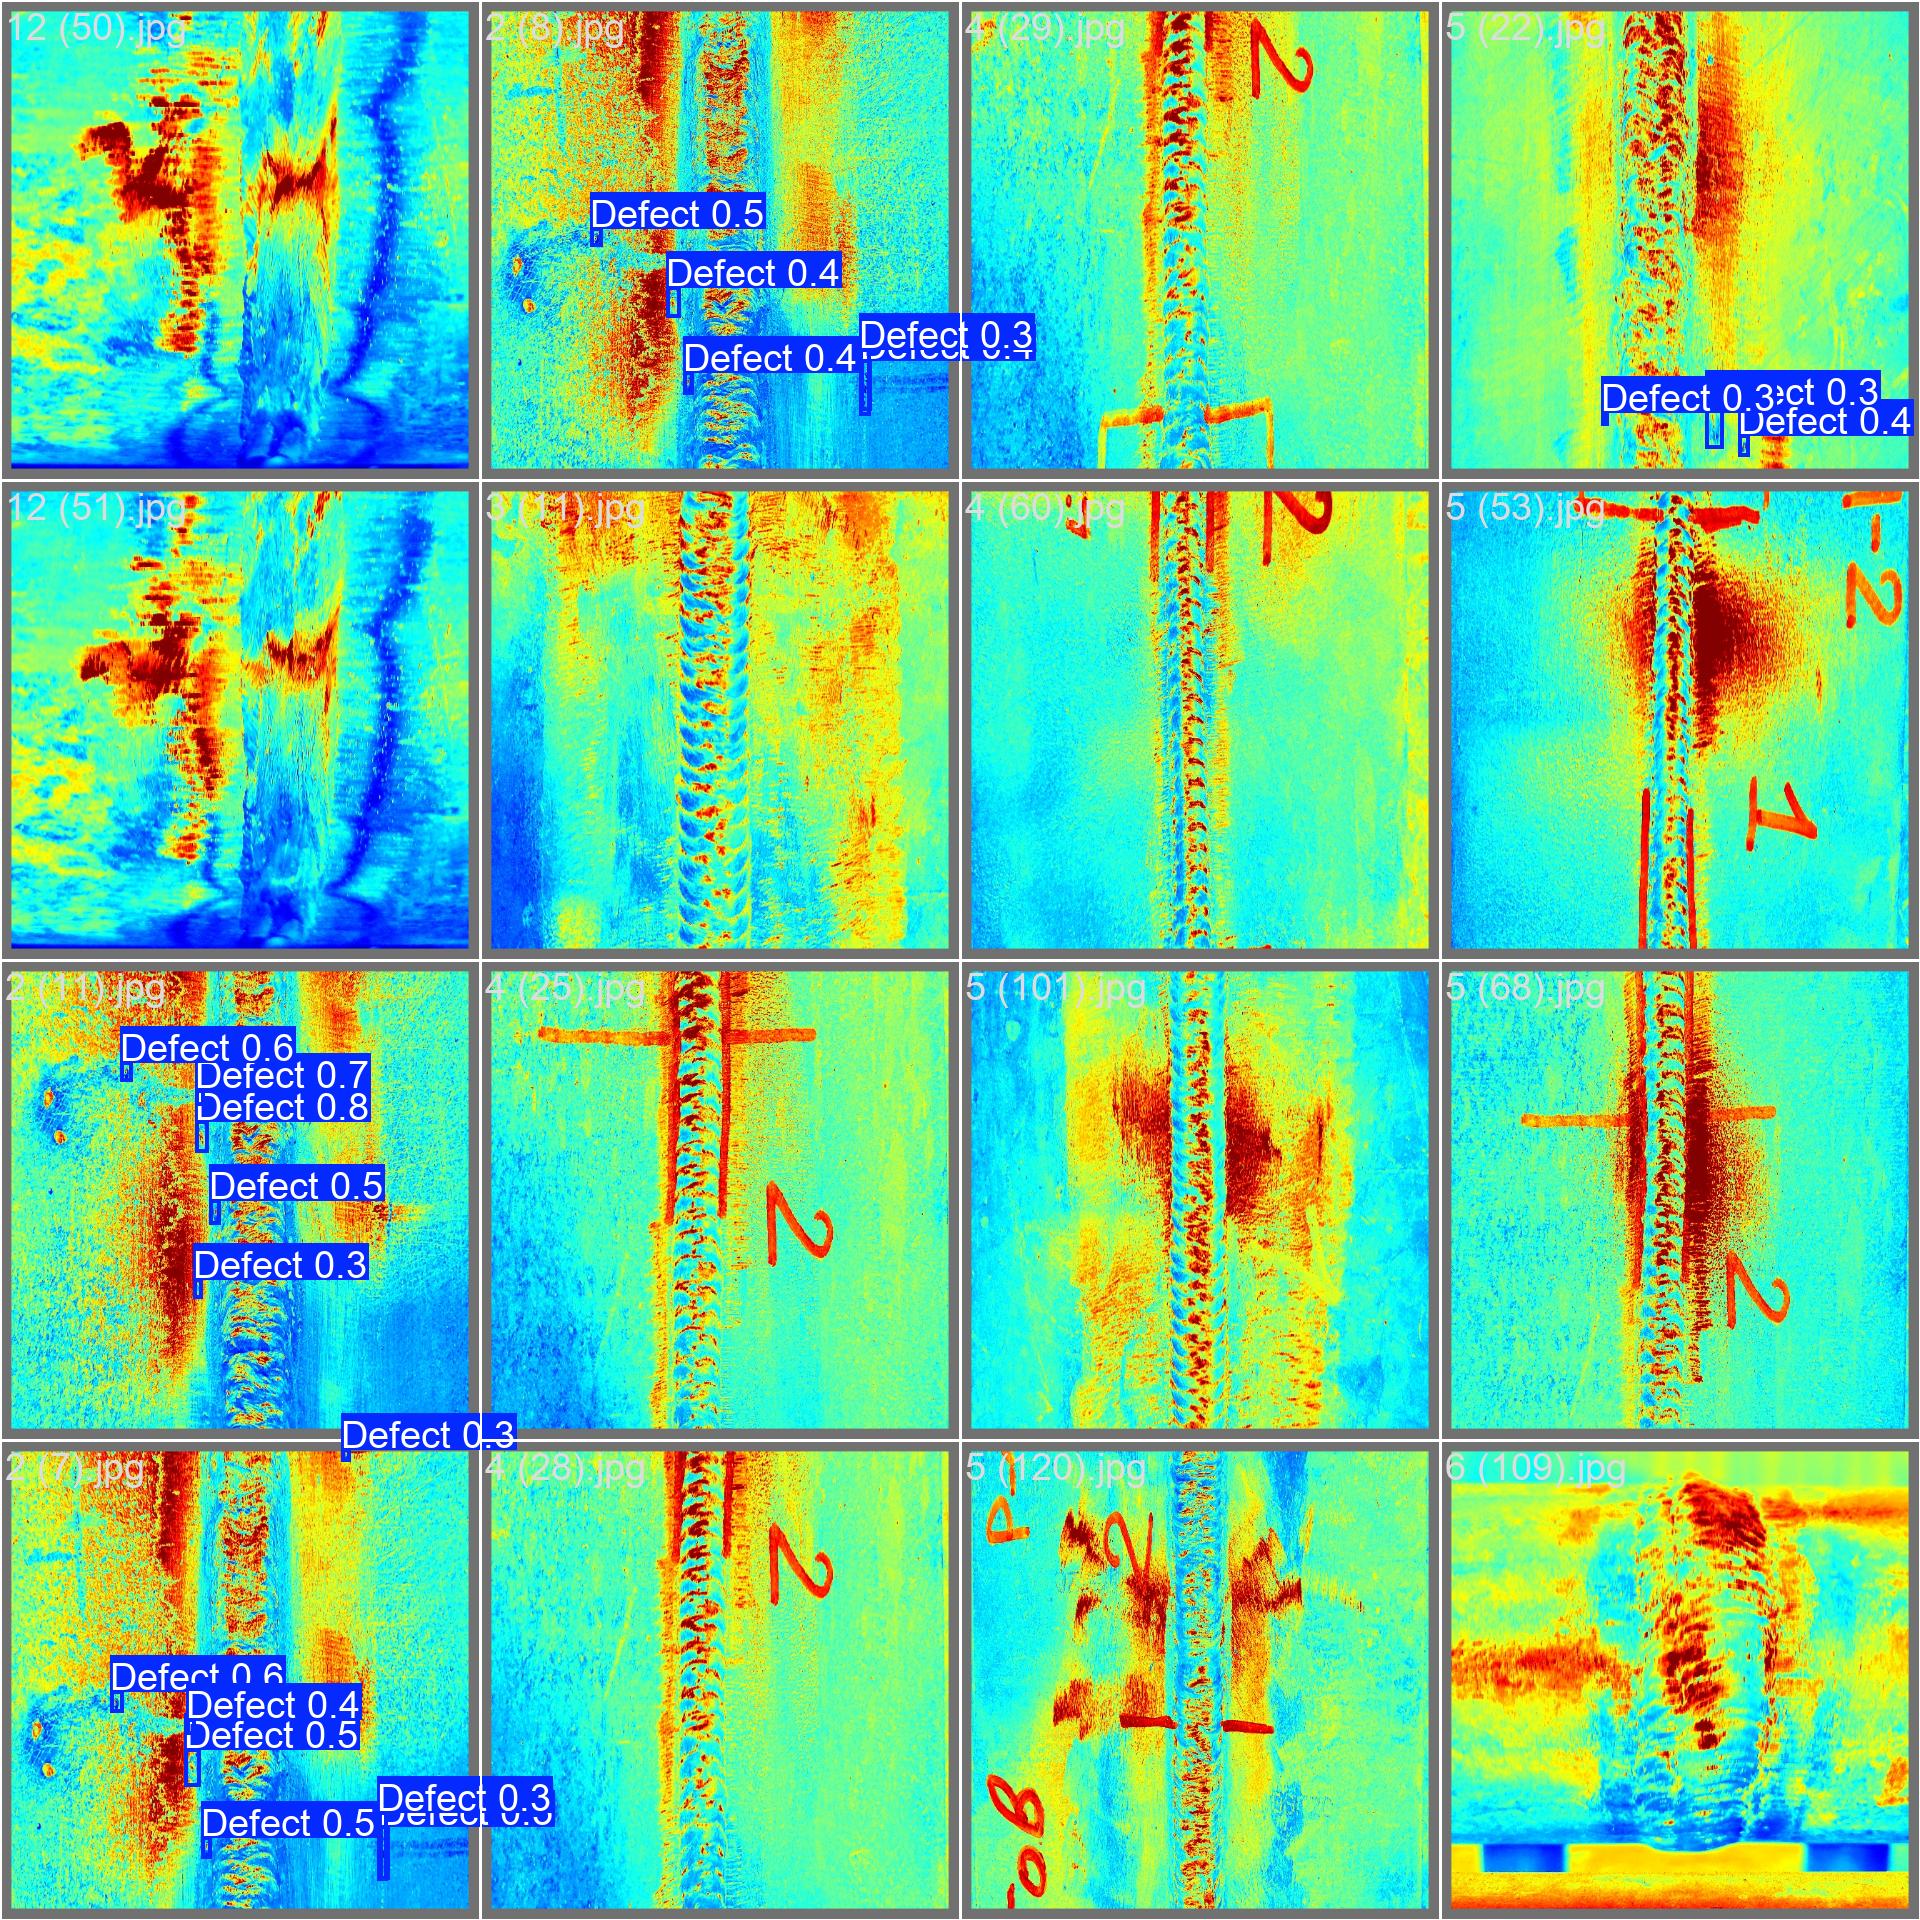 12 (50).jpg
2 (8).jpg
4 (29).jpg
5 (22).jpg
2
Defect 0.5
Defect 0.4
Defect 0.3
Defect 0.4
Defect 0.3
Defect 0.4
12 (51).jpg
3 (11).jpg
4 (60).jpg
5 (53).jpg
2
-2
1
2 (11).jpg
4 (25).jpg
5 (101).jpg
5 (68).jpg
Defect 0.6
Defect 0.7
Defect 0.8
Defect 0.5
Defect 0.3
2
2
Defect 0.3
2 (7).jpg
4 (28).jpg
5 (120).jpg
6 (109).jpg
2
2
Defect 0.6
Defect 0.4
Defect 0.5
Defect 0.3
Defect 0.5